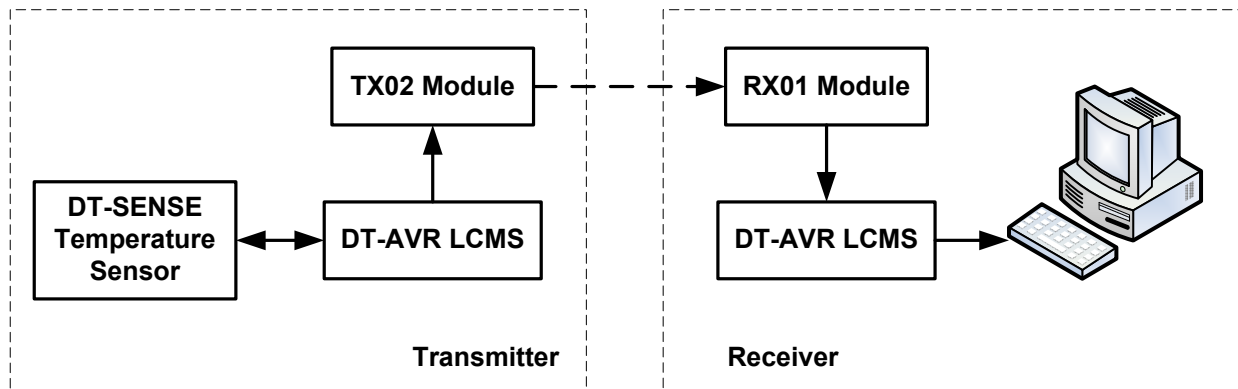 TX02 Module
RX01 Module
DT-SENSE
Temperature
Sensor
DT-AVR LCMS
DT-AVR LCMS
Transmitter
Receiver